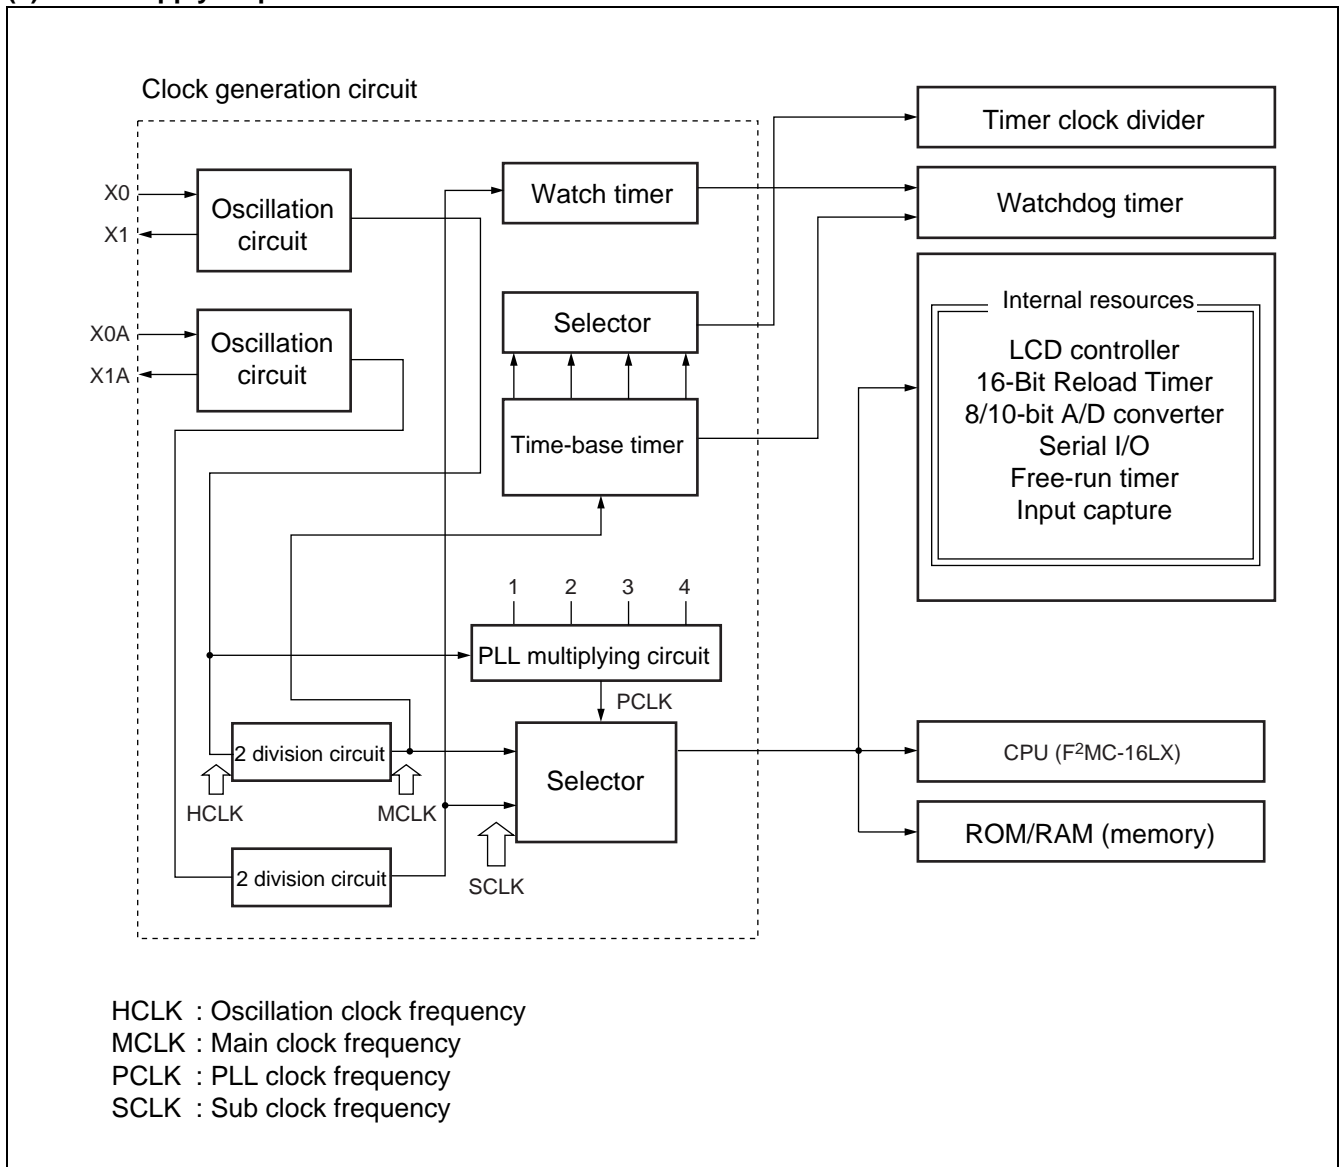 Clock generation circuit
X0
X1
Oscillation
circuit
X0A
X1A
Oscillation
circuit
Watch timer
Selector
Time-base timer
1 2 3 4
PLL multiplying circuit
PCLK
2 division circuit
HCLK
MCLK
Selector
2 division circuit
SCLK
Timer clock divider
Watchdog timer
Internal resources
LCD controller
16-Bit Reload Timer
8/10-bit A/D converter
Serial I/O
Free-run timer
Input capture
CPU (F²MC-16LX)
ROM/RAM (memory)
HCLK : Oscillation clock frequency
MCLK : Main clock frequency
PCLK : PLL clock frequency
SCLK : Sub clock frequency